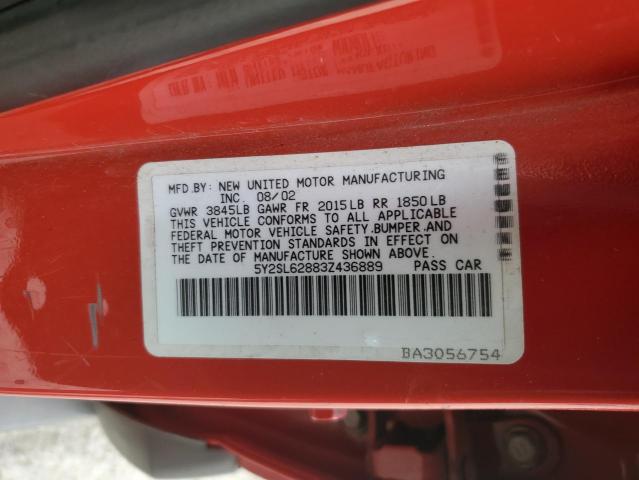 MFD.BY: NEW UNITED MOTOR MANUFACTURING
INC. 08/02
GVWR 3845LB GAWR FR 2015LB RR 1850LB
THIS VEHICLE CONFORMS TO ALL APPLICABLE
FEDERAL MOTOR VEHICLE SAFETY,BUMPER,AND
THEFT PREVENTION STANDARDS IN EFFECT ON
THE DATE OF MANUFACTURE SHOWN ABOVE.
5Y2SL62883Z436889 PASS CAR
BA3056754